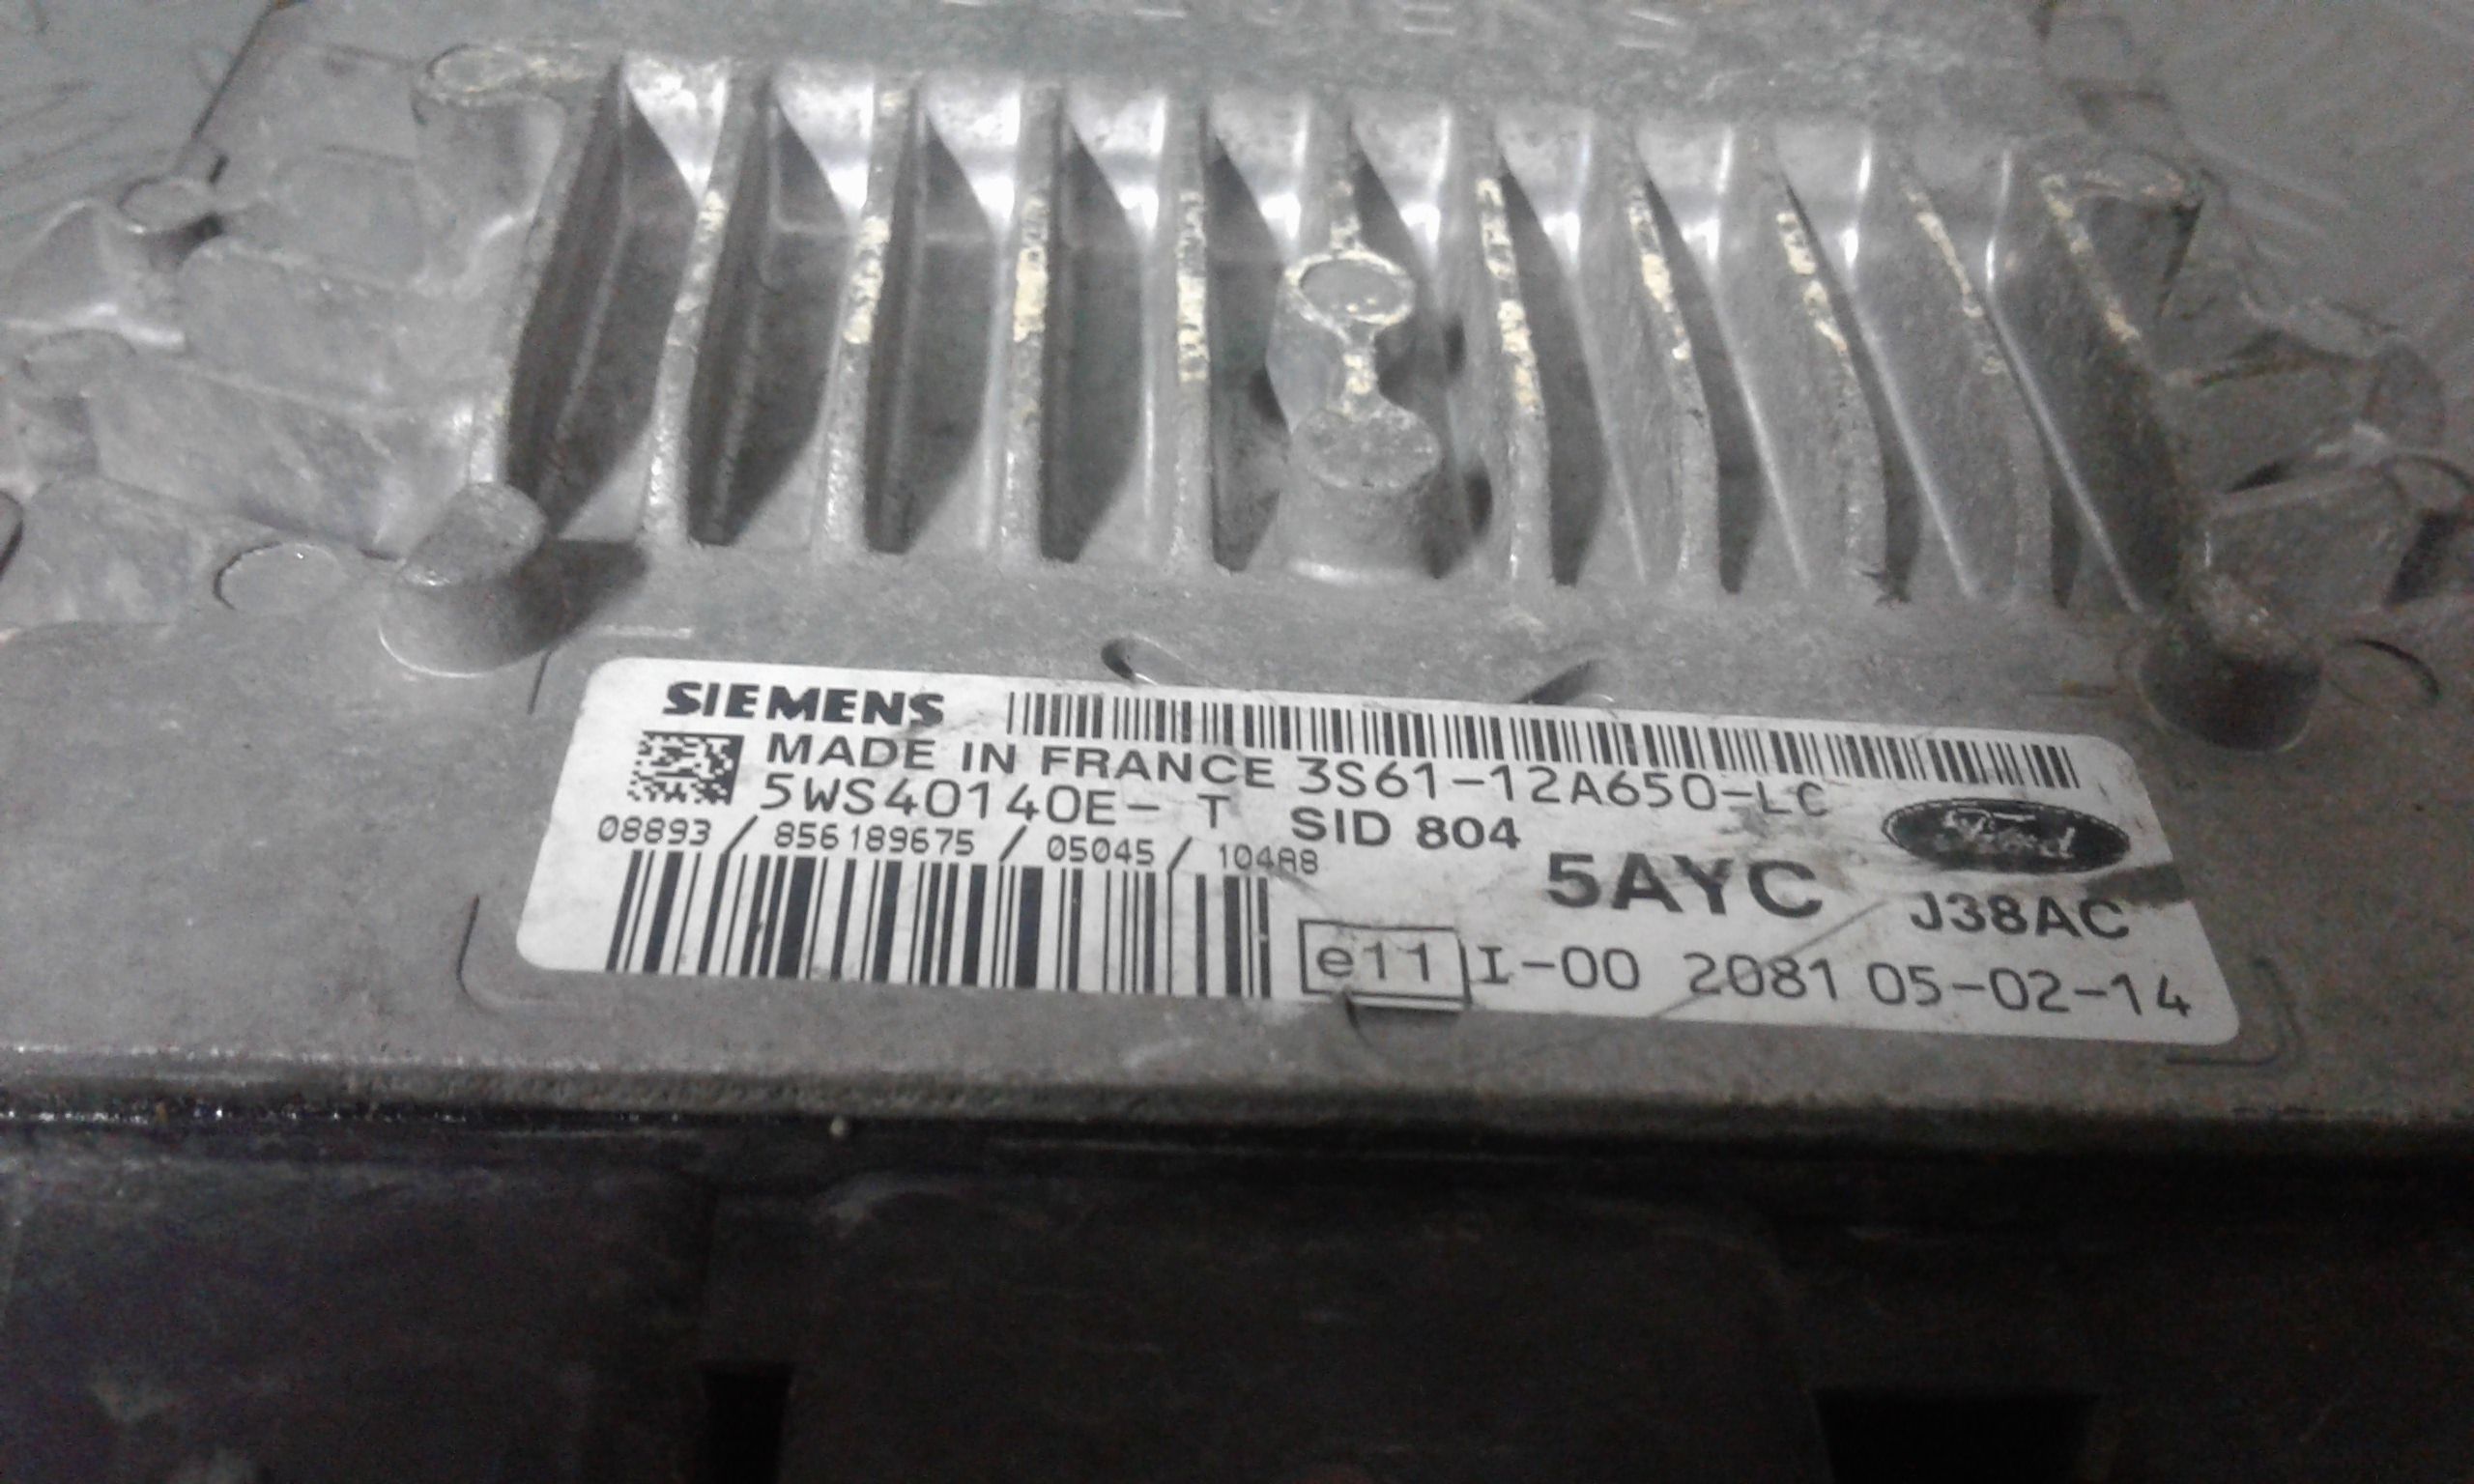 SIEMENS
MADE IN FRANCE 3S61-12A650-LC
5WS40140E- T SID 804
Ford
08893 / 856189675 / 05045 / 104A8
5AYC J38AC
e11 I-00 2081 05-02-14